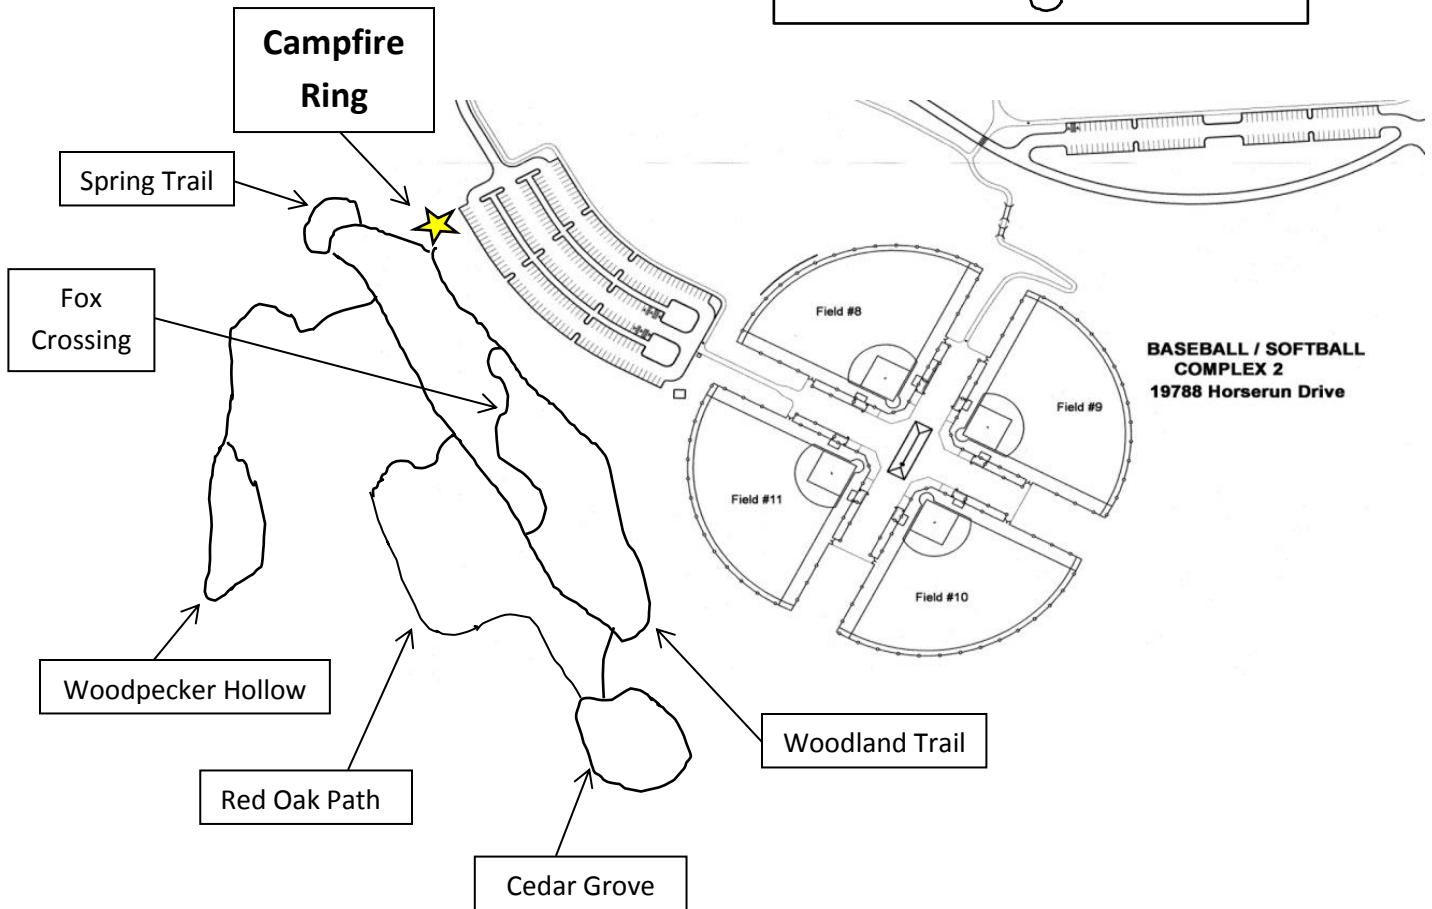 Campfire
Ring
Spring Trail
Fox
Crossing
Field #8
BASEBALL / SOFTBALL
COMPLEX 2
19788 Horserun Drive
Field #9
Field #11
Field #10
Woodpecker Hollow
Woodland Trail
Red Oak Path
Cedar Grove